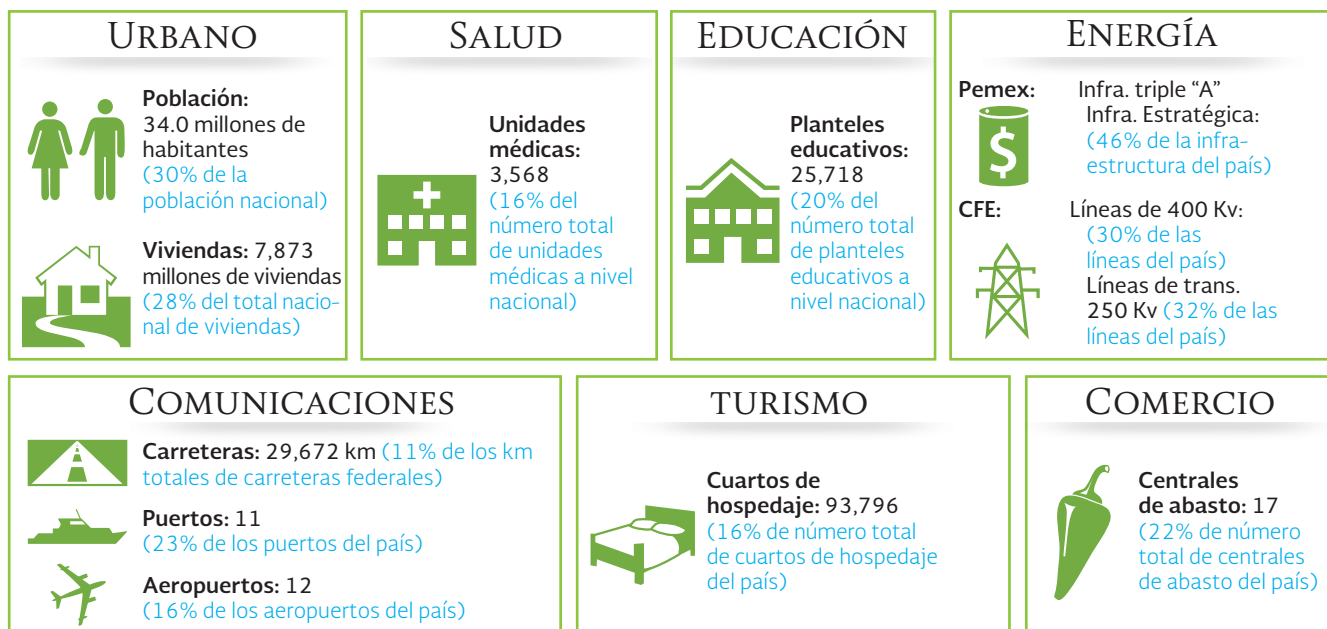 URBANO
Población:
34.0 millones de
habitantes
(30% de la
población nacional)
Viviendas: 7,873
millones de viviendas
(28% del total nacio-
nal de viviendas)
SALUD
Unidades
médicas:
3,568
(16% del
número total
de unidades
médicas a nivel
nacional)
EDUCACIÓN
Planteles
educativos:
25,718
(20% del
número total
de planteles
educativos a
nivel nacional)
ENERGÍA
Pemex: Infra. triple “A”
Infra. Estratégica:
(46% de la infra-
estructura del país)
$
CFE: Líneas de 400 Kv:
(30% de las
líneas del país)
Líneas de trans.
250 Kv (32% de las
líneas del país)
COMUNICACIONES
Carreteras: 29,672 km (11% de los km
totales de carreteras federales)
Puertos: 11
(23% de los puertos del país)
Aeropuertos: 12
(16% de los aeropuertos del país)
TURISMO
Cuartos de
hospedaje: 93,796
(16% de número total
de cuartos de hospedaje
del país)
COMERCIO
Centrales
de abasto: 17
(22% de número
total de centrales
de abasto del país)